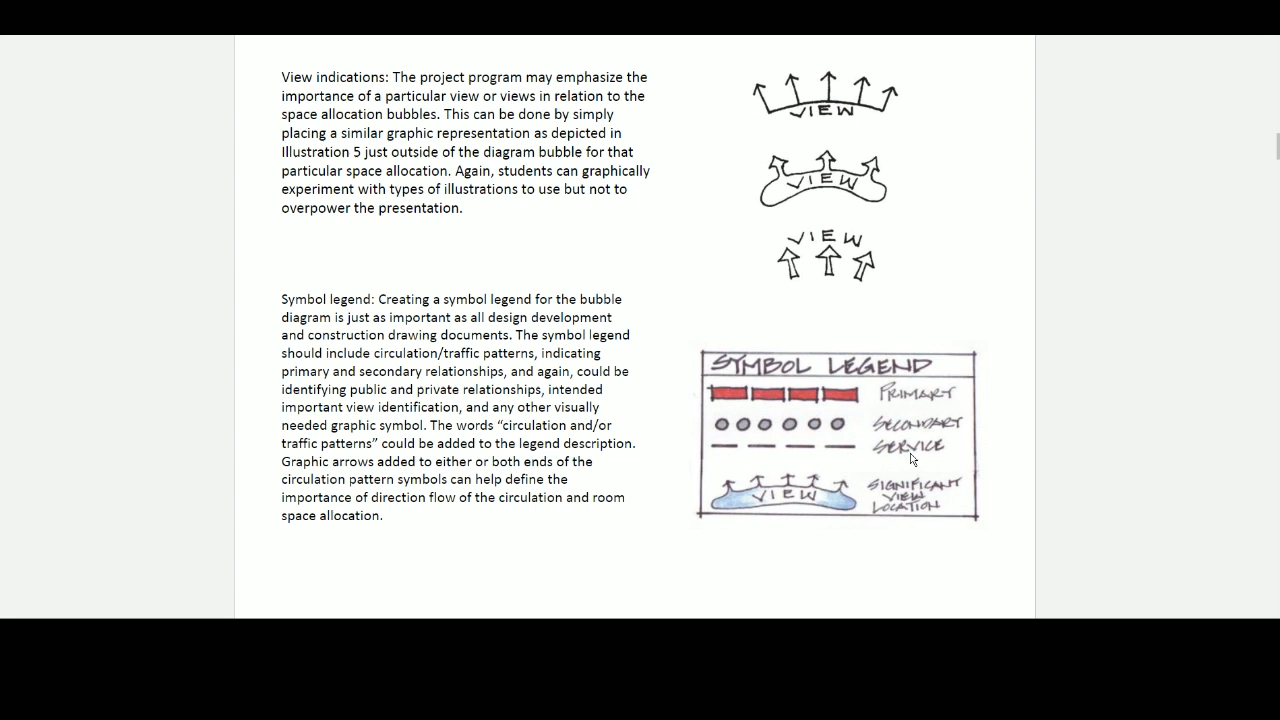 View indications: The project program may emphasize the
importance of a particular view or views in relation to the
space allocation bubbles. This can be done by simply
placing a similar graphic representation as depicted in
Illustration 5 just outside of the diagram bubble for that
particular space allocation. Again, students can graphically
experiment with types of illustrations to use but not to
overpower the presentation.
VIEW
VIEW
VIEW
Symbol legend: Creating a symbol legend for the bubble
diagram is just as important as all design development
and construction drawing documents. The symbol legend
should include circulation/traffic patterns, indicating
primary and secondary relationships, and again, could be
identifying public and private relationships, intended
important view identification, and any other visually
needed graphic symbol. The words “circulation and/or
traffic patterns” could be added to the legend description.
Graphic arrows added to either or both ends of the
circulation pattern symbols can help define the
importance of direction flow of the circulation and room
space allocation.
SYMBOL LEGEND
PRIMARY
SECONDARY
SERVICE
VIEW
SIGNIFICANT
VIEW
LOCATION